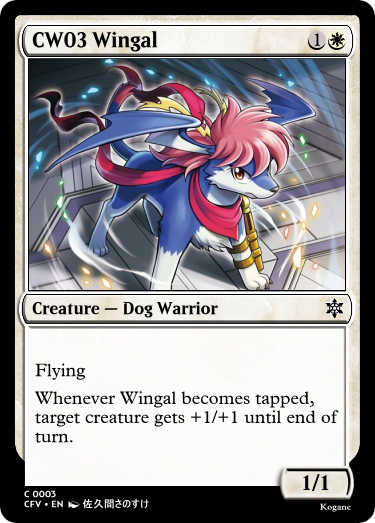 CW03 Wingal
1
Creature — Dog Warrior
Flying
Whenever Wingal becomes tapped,
target creature gets +1/+1 until end of
turn.
1/1
C 0003
CFV • EN 佐久間さのすけ
Kogane